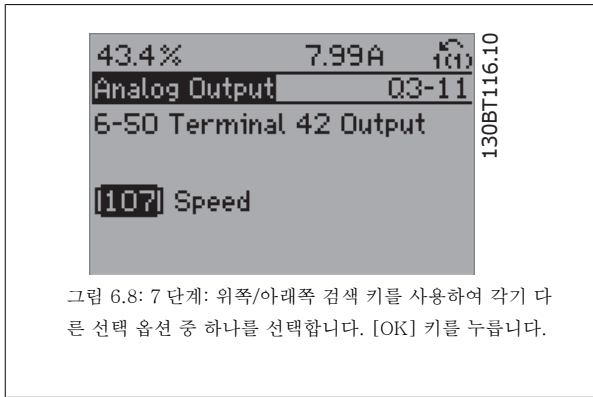 43.4% 7.99A 1(1)
Analog Output Q3-11
6-50 Terminal 42 Output
[107] Speed
130BT116.10
그림 6.8: 7 단계: 위쪽/아래쪽 검색 키를 사용하여 각기 다
른 선택 옵션 중 하나를 선택합니다. [OK] 키를 누릅니다.